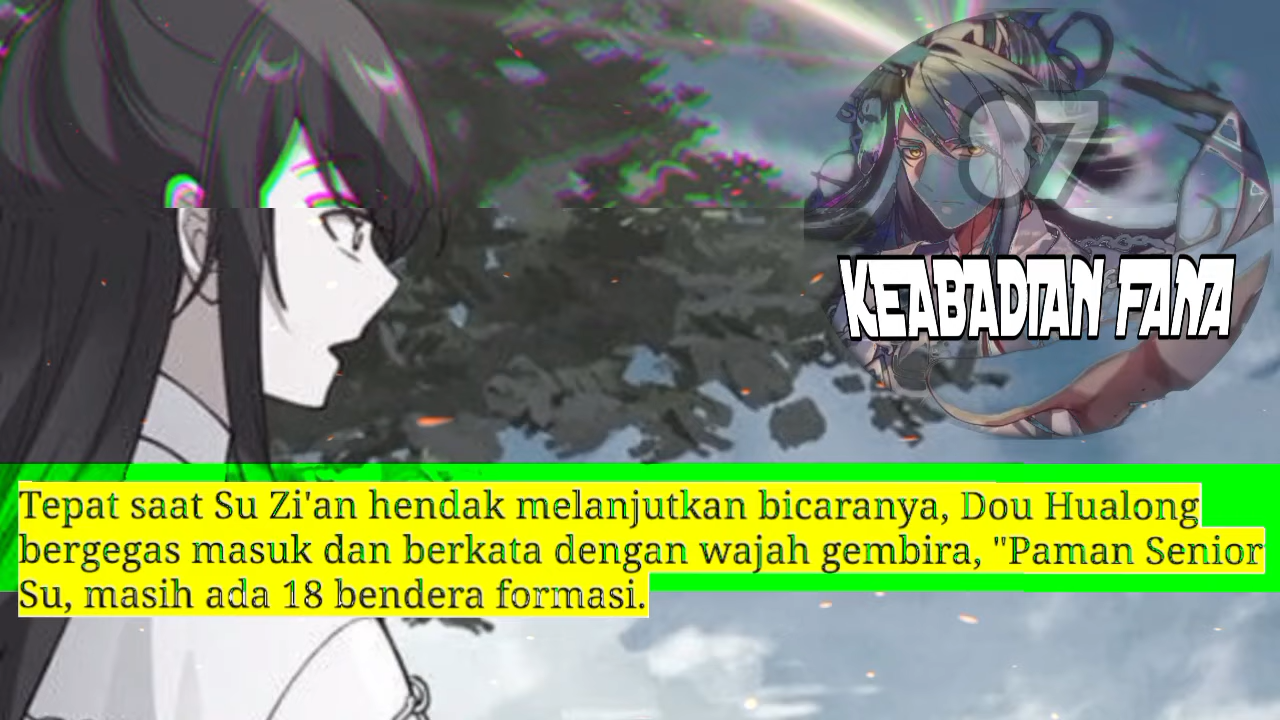 87
KEABADIAN FANA
Tepat saat Su Zi'an hendak melanjutkan bicaranya, Dou Hualong
bergegas masuk dan berkata dengan wajah gembira, "Paman Senior
Su, masih ada 18 bendera formasi.